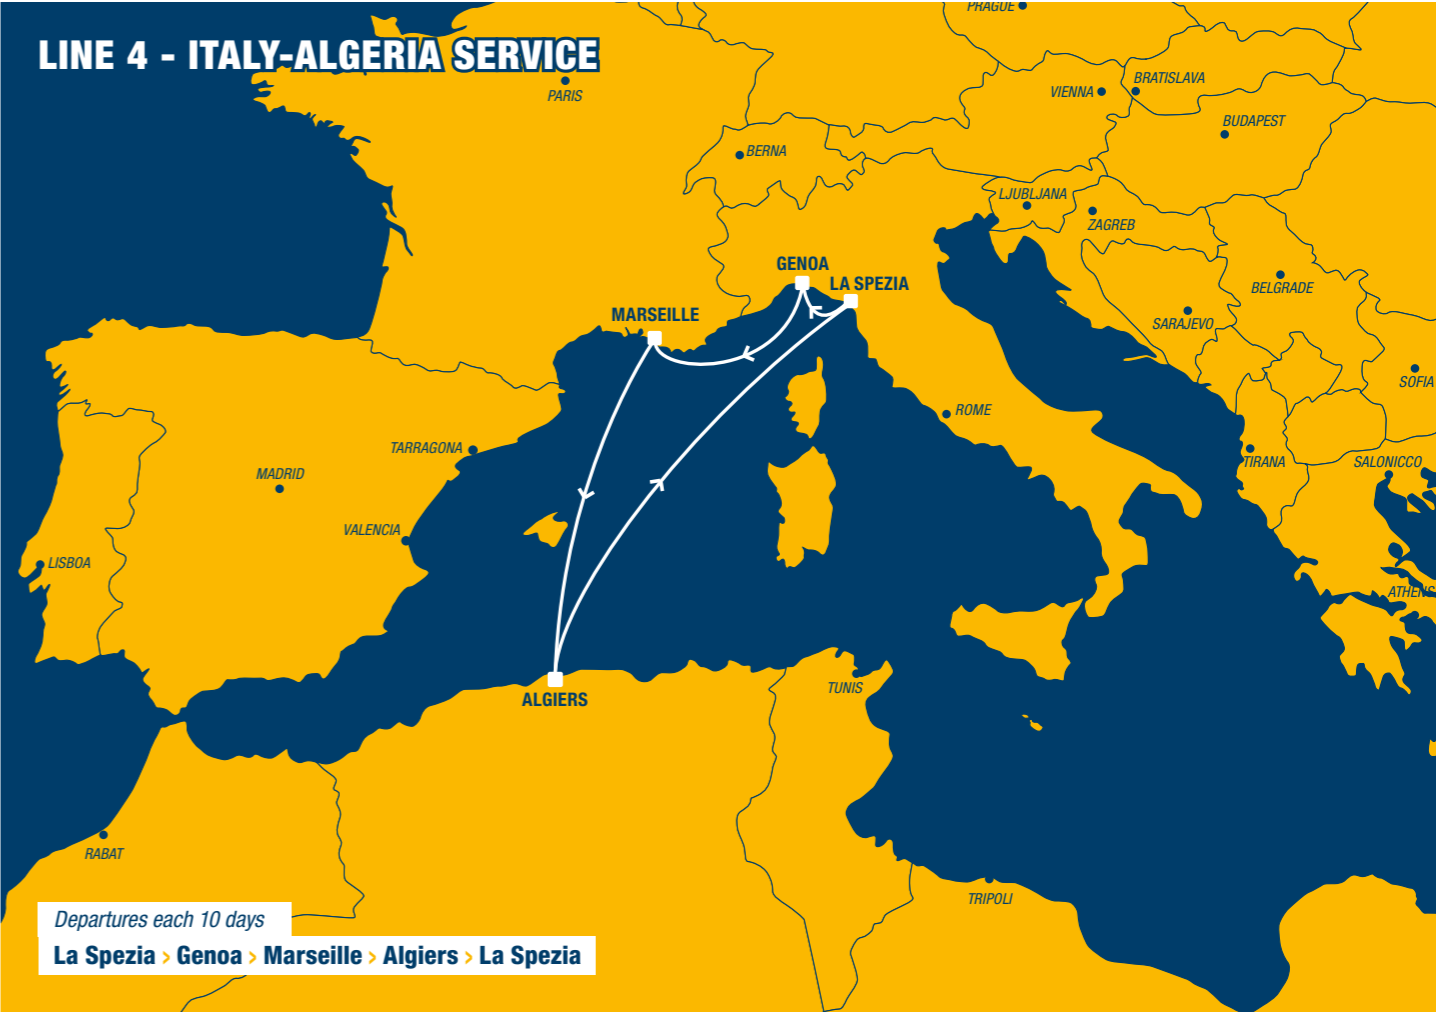 PRAGUE
LINE 4 - ITALY-ALGERIA SERVICE
PARIS
VIENNA
BRATISLAVA
BUDAPEST
BERNA
LJUBLJANA
ZAGREB
GENOA
LA SPEZIA
BELGRADE
MARSEILLE
SARAJEVO
SOFIA
ROME
TARRAGONA
TIRANA
SALONICCO
MADRID
VALENCIA
LISBOA
ATHENS
TUNIS
ALGIERS
RABAT
TRIPOLI
Departures each 10 days
La Spezia › Genoa › Marseille › Algiers › La Spezia